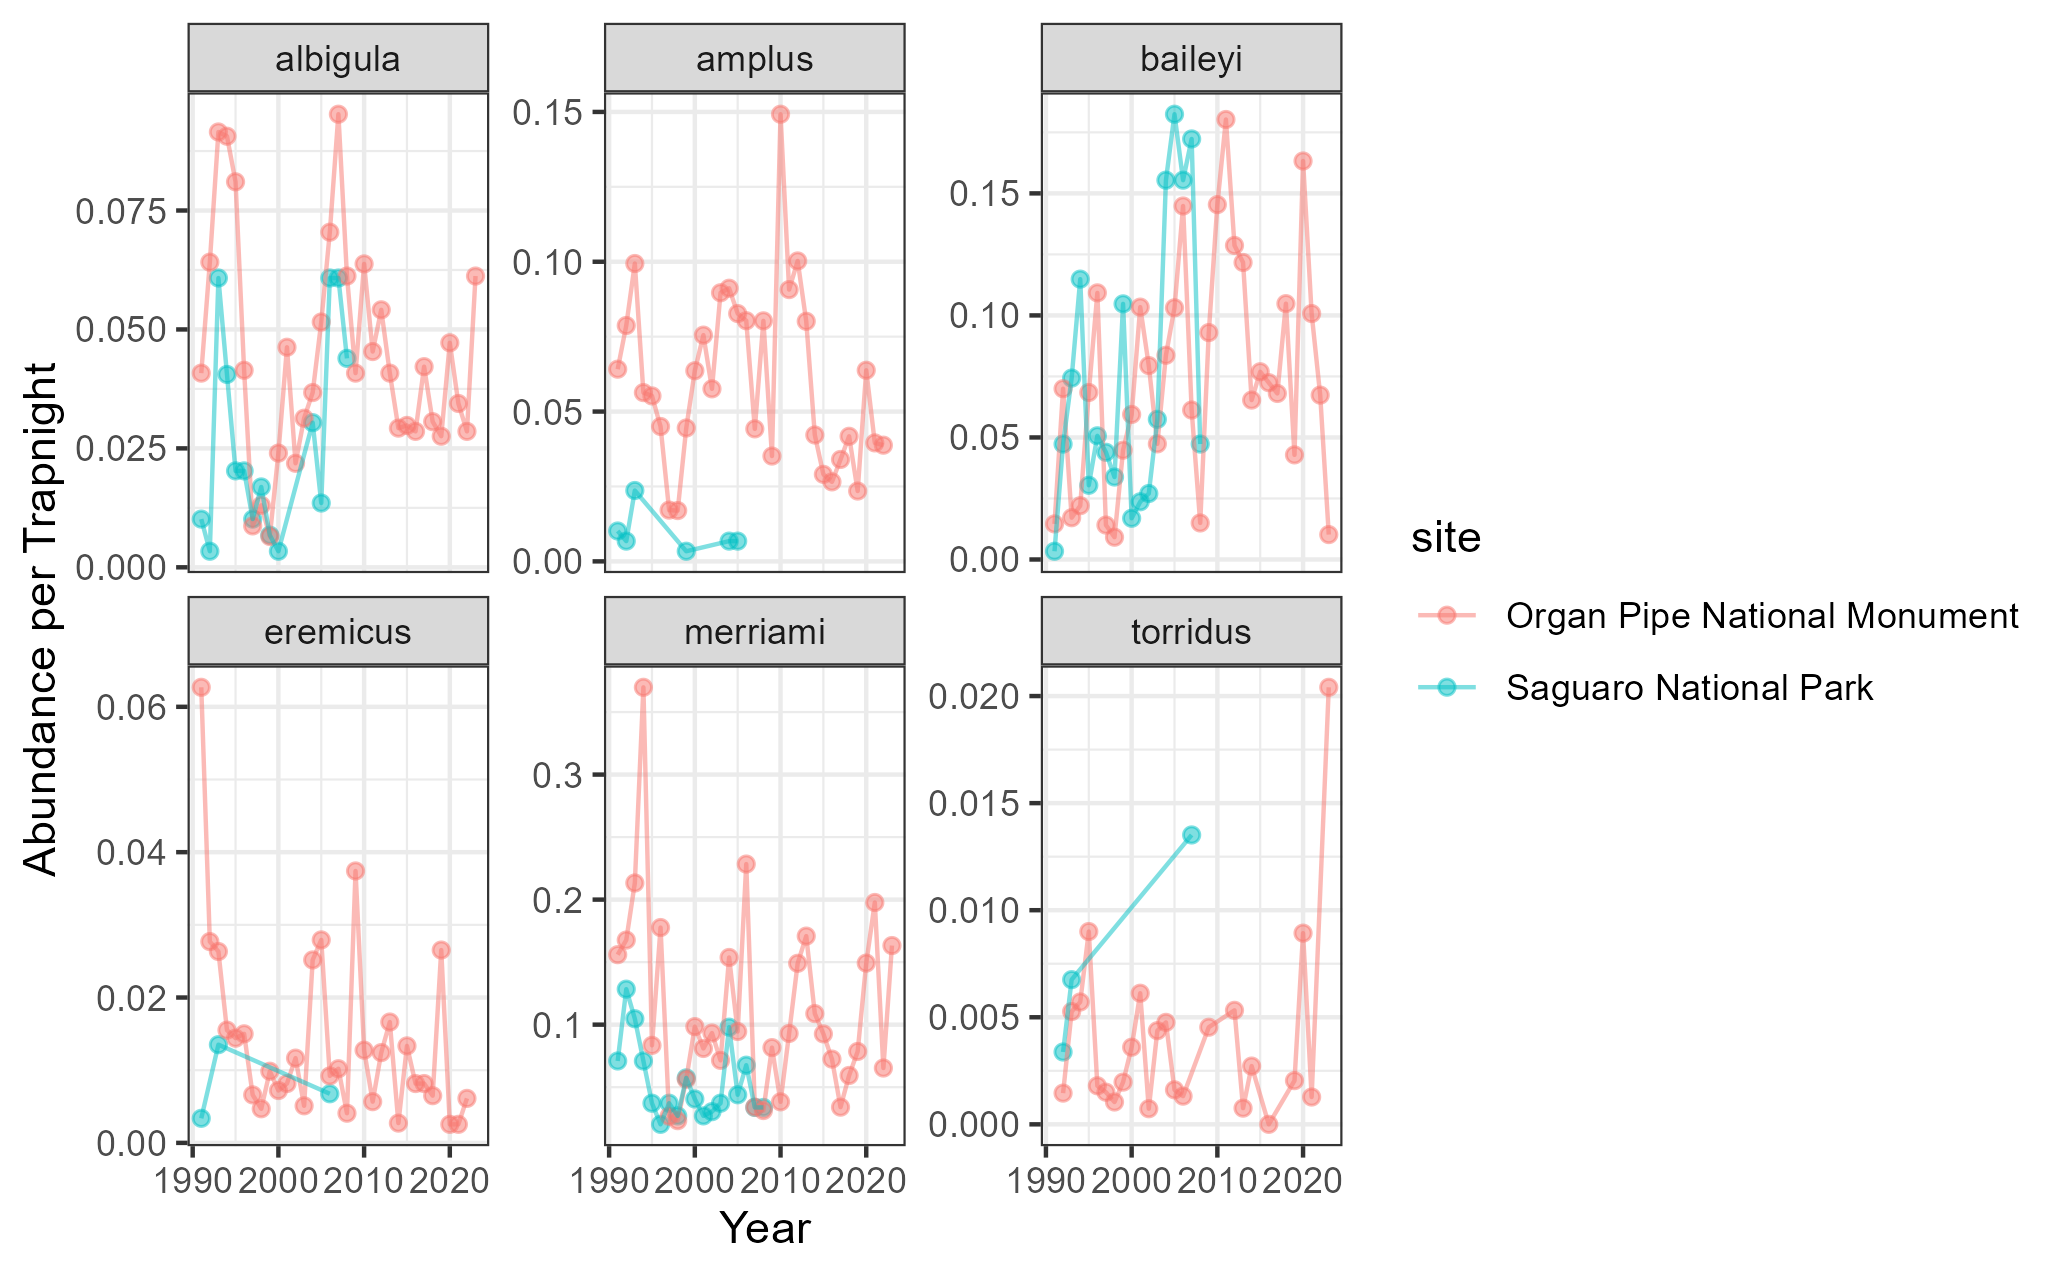 albigula
amplus
baileyi
0.075
0.050
0.025
0.000
0.15
0.10
0.05
0.00
0.15
0.10
0.05
0.00
eremicus
merriami
torridus
0.06
0.04
0.02
0.00
0.3
0.2
0.1
0.020
0.015
0.010
0.005
0.000
1990 2000 2010 2020
1990 2000 2010 2020
1990 2000 2010 2020
Year
Abundance per Trapnight
site
Organ Pipe National Monument
Saguaro National Park